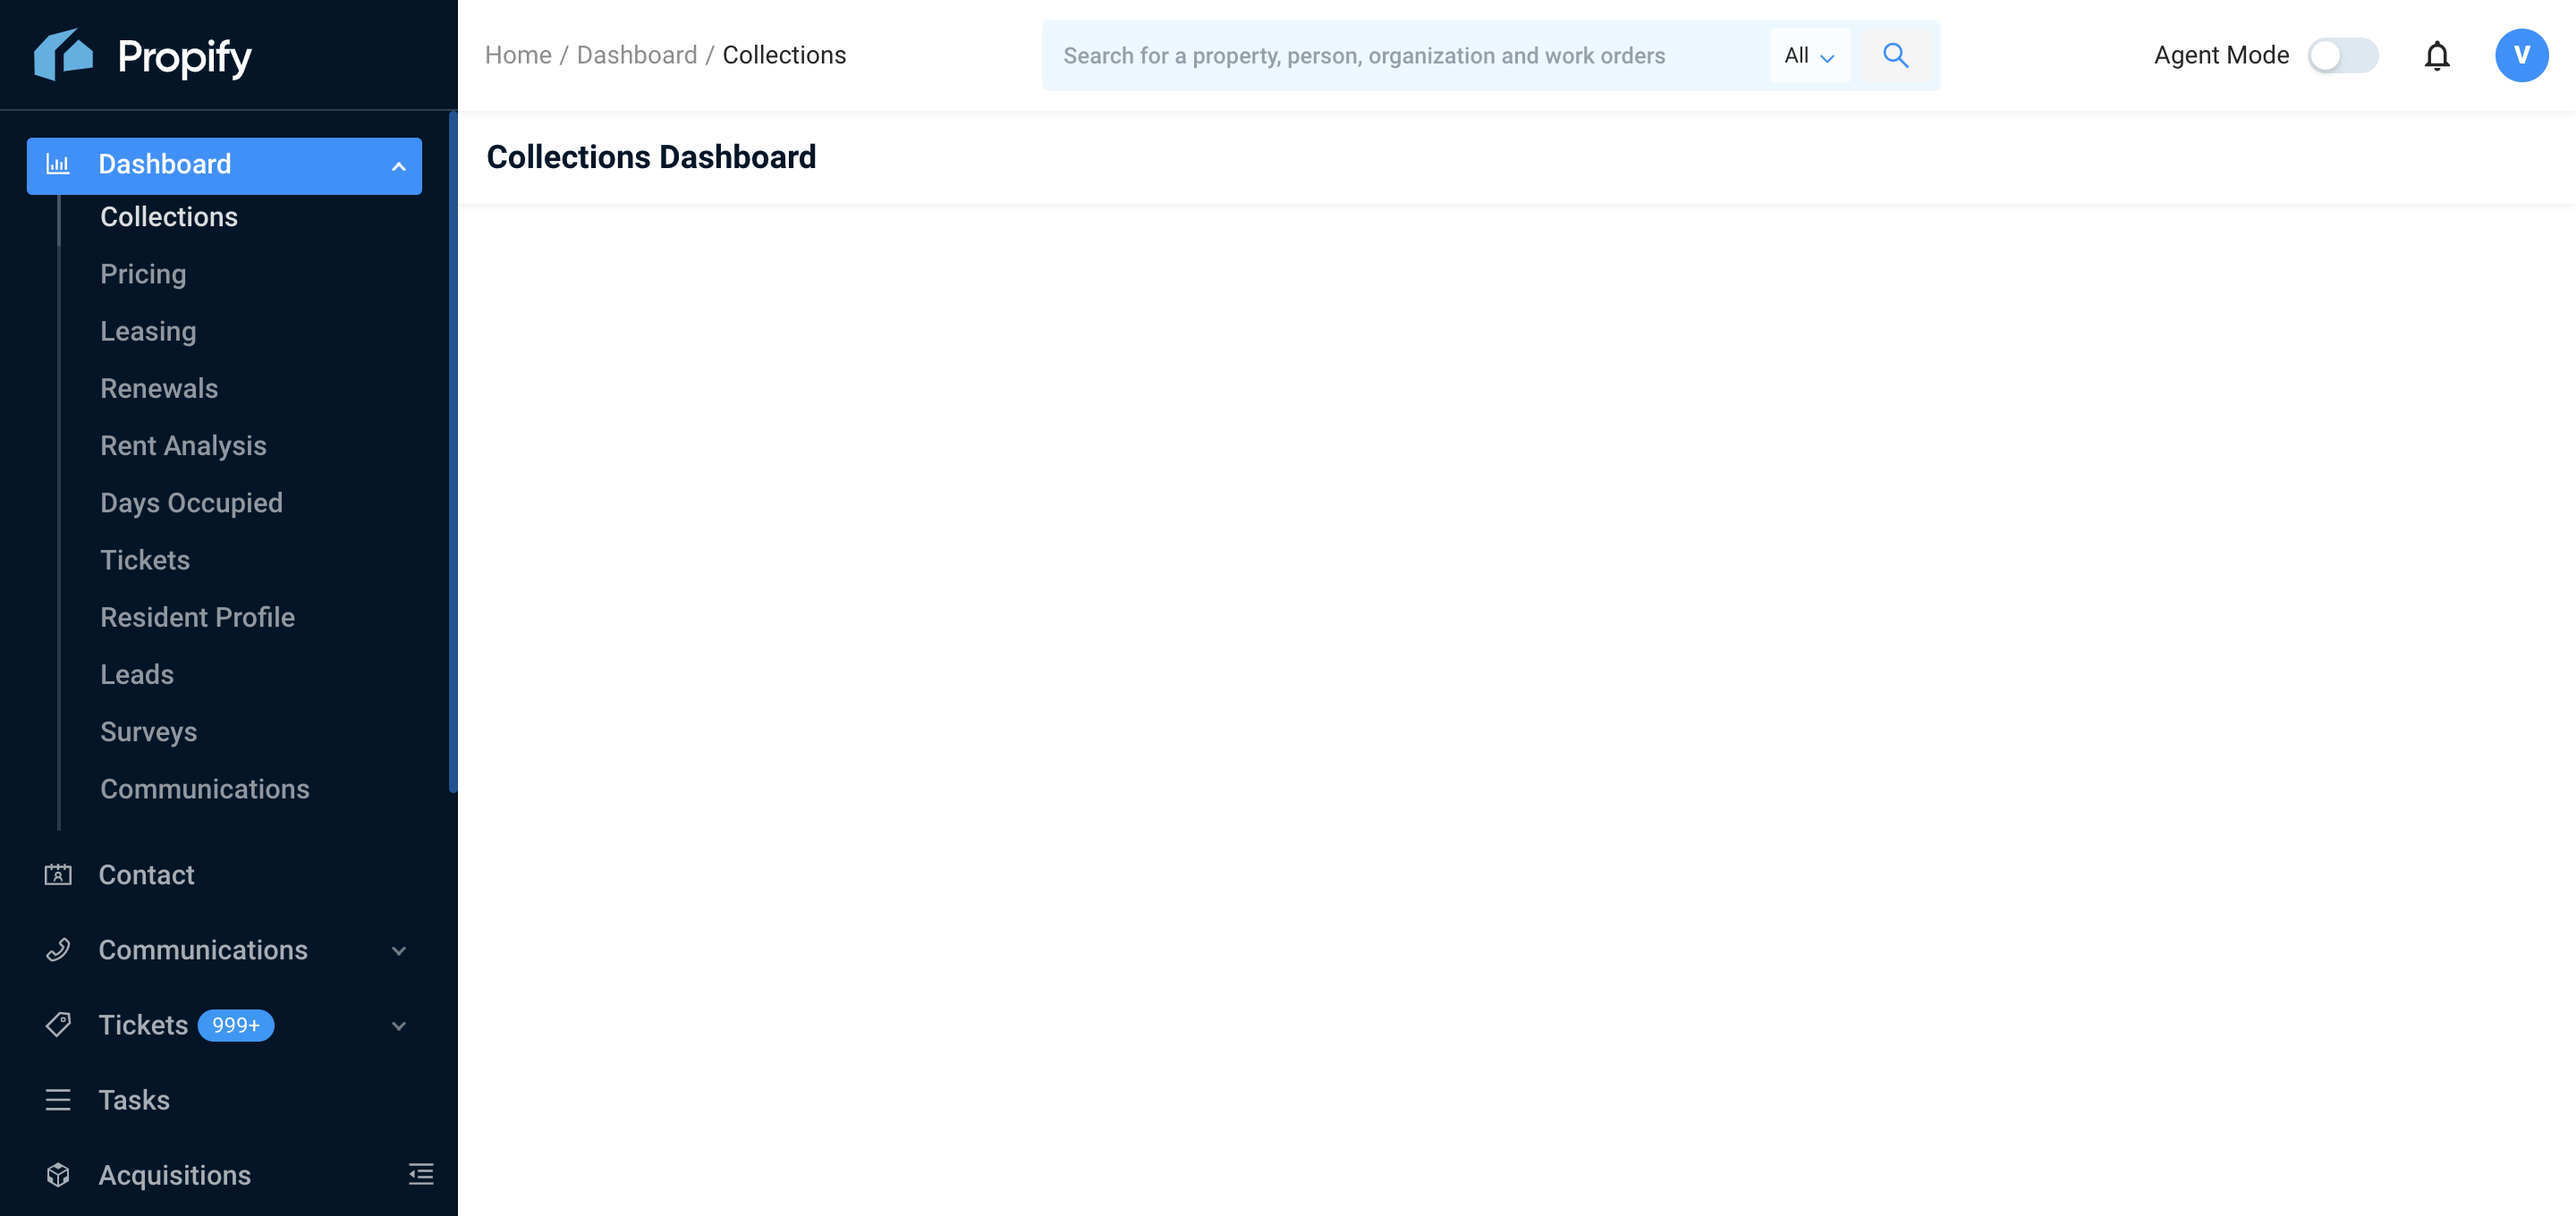 Propify
Home / Dashboard / Collections
Search for a property, person, organization and work orders
All
Agent Mode
V
Dashboard
Collections
Pricing
Leasing
Renewals
Rent Analysis
Days Occupied
Tickets
Resident Profile
Leads
Surveys
Communications
Contact
Communications
Tickets 999+
Tasks
Acquisitions
Collections Dashboard